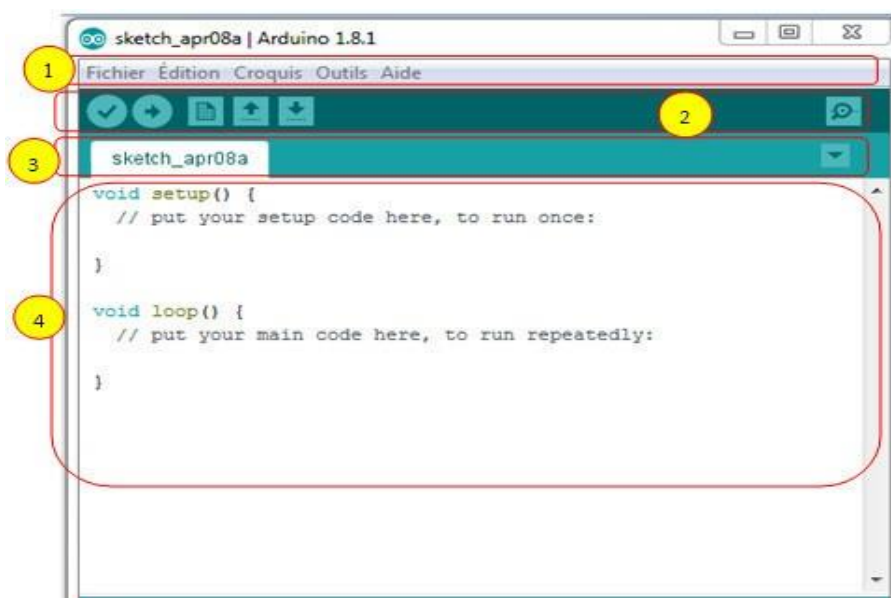 sketch_apr08a | Arduino 1.8.1
1
Fichier Édition Croquis Outils Aide
2
3
sketch_apr08a
void setup() {
// put your setup code here, to run once:
}
4
void loop() {
// put your main code here, to run repeatedly:
}